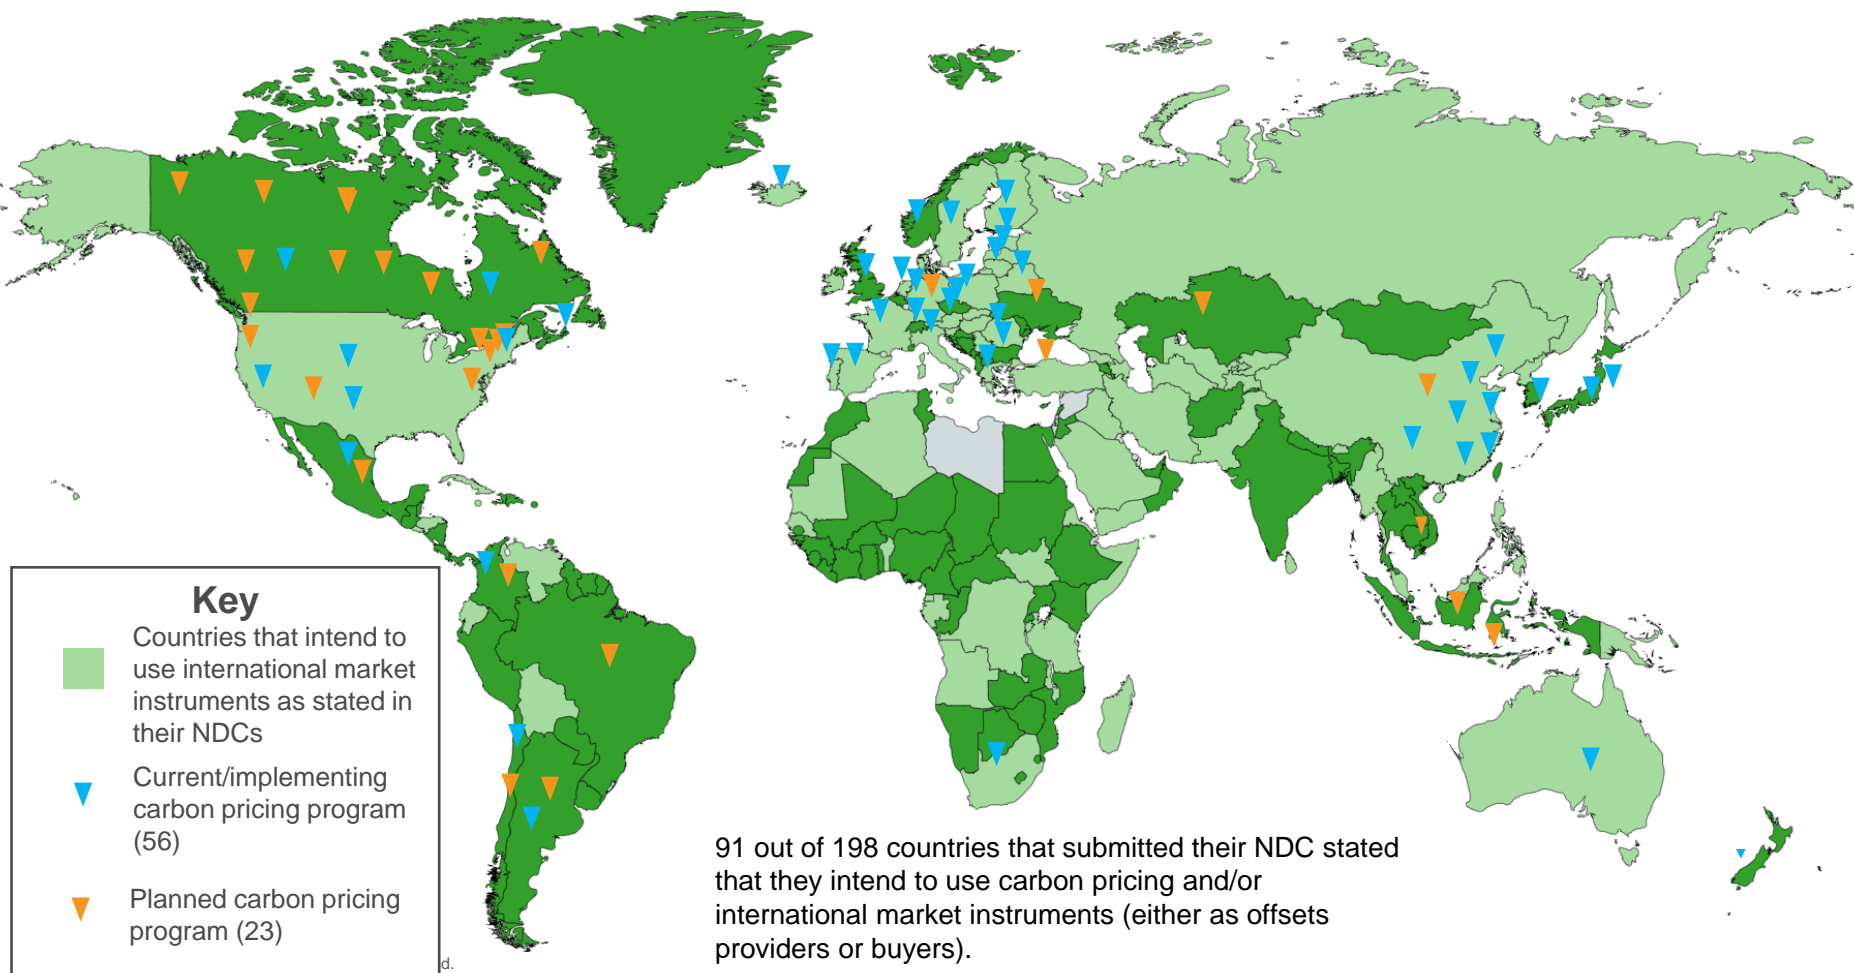 Key
Countries that intend to
use international market
instruments as stated in
their NDCs
Current/implementing
carbon pricing program
(56)
Planned carbon pricing
program (23)
d.
91 out of 198 countries that submitted their NDC stated
that they intend to use carbon pricing and/or
international market instruments (either as offsets
providers or buyers).